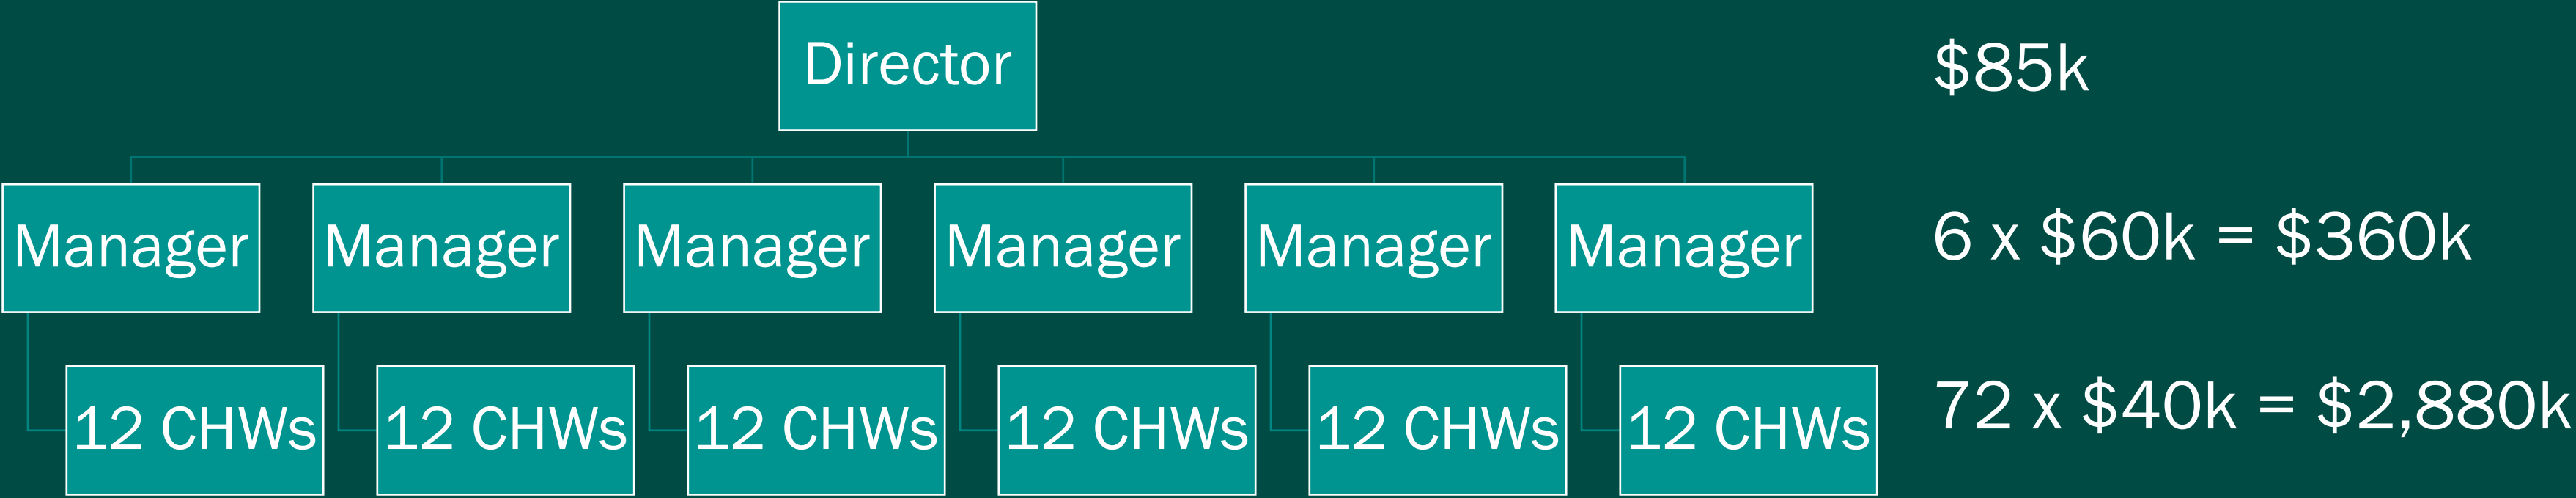 Director
$85k
Manager
Manager
Manager
Manager
Manager
Manager
6 x $60k = $360k
12 CHWs
12 CHWs
12 CHWs
12 CHWs
12 CHWs
12 CHWs
72 x $40k = $2,880k